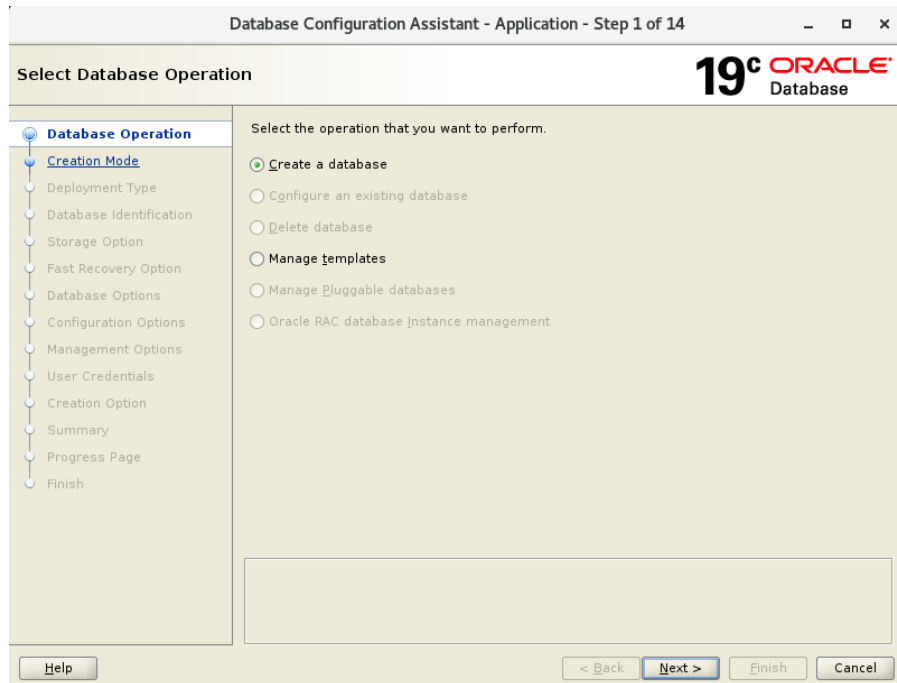 Database Configuration Assistant - Application - Step 1 of 14
Select Database Operation
19c ORACLE
Database
Database Operation
Creation Mode
Deployment Type
Database Identification
Storage Option
Fast Recovery Option
Database Options
Configuration Options
Management Options
User Credentials
Creation Option
Summary
Progress Page
Finish
Select the operation that you want to perform.
Create a database
Configure an existing database
Delete database
Manage templates
Manage Pluggable databases
Oracle RAC database Instance management
Help
< Back
Next >
Finish
Cancel